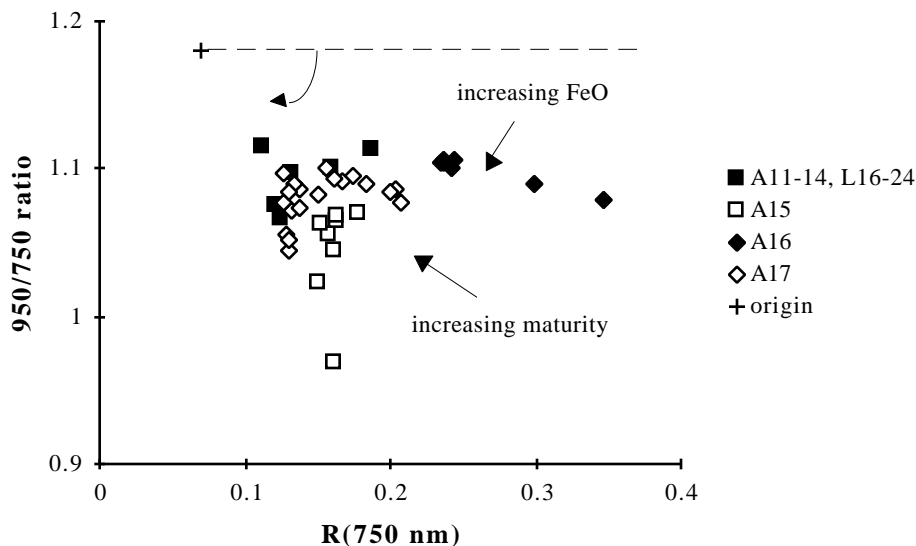 1.2
1.1
1
0.9
950/750 ratio
0
0.1
0.2
0.3
0.4
R(750 nm)
increasing FeO
increasing maturity
A11-14, L16-24
A15
A16
A17
origin